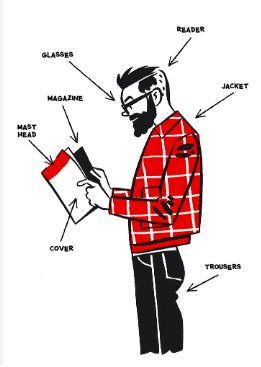 READER
GLASSES
JACKET
MAGAZINE
MAST
HEAD
COVER
TROUSERS